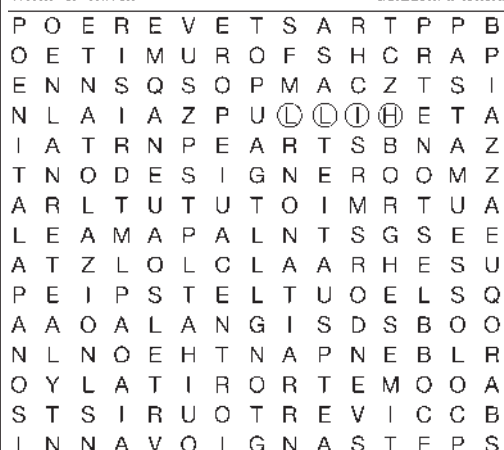 P O E R E V E T S A R T P P B
O E T I M U R O F S H C R A P
E N N S Q S O P M A C Z T S I
N L A I A Z P U L L I H E T A
I A T R N P E A R T S B N A Z
T N O D E S I G N E R O O M Z
A R L T U T U T O I M R T U A
L E A M A P A L N T S G S E E
A T Z L O L C L A A R H E S U
P E I P S T E L T U O E L S Q
A A O A L A N G I S D S B O O
N L N O E H T N A P N E B L R
O Y L A T I R O R T E M O O A
S T S I R U O T R E V I C C B
I N N A V O I G N A S T E P S